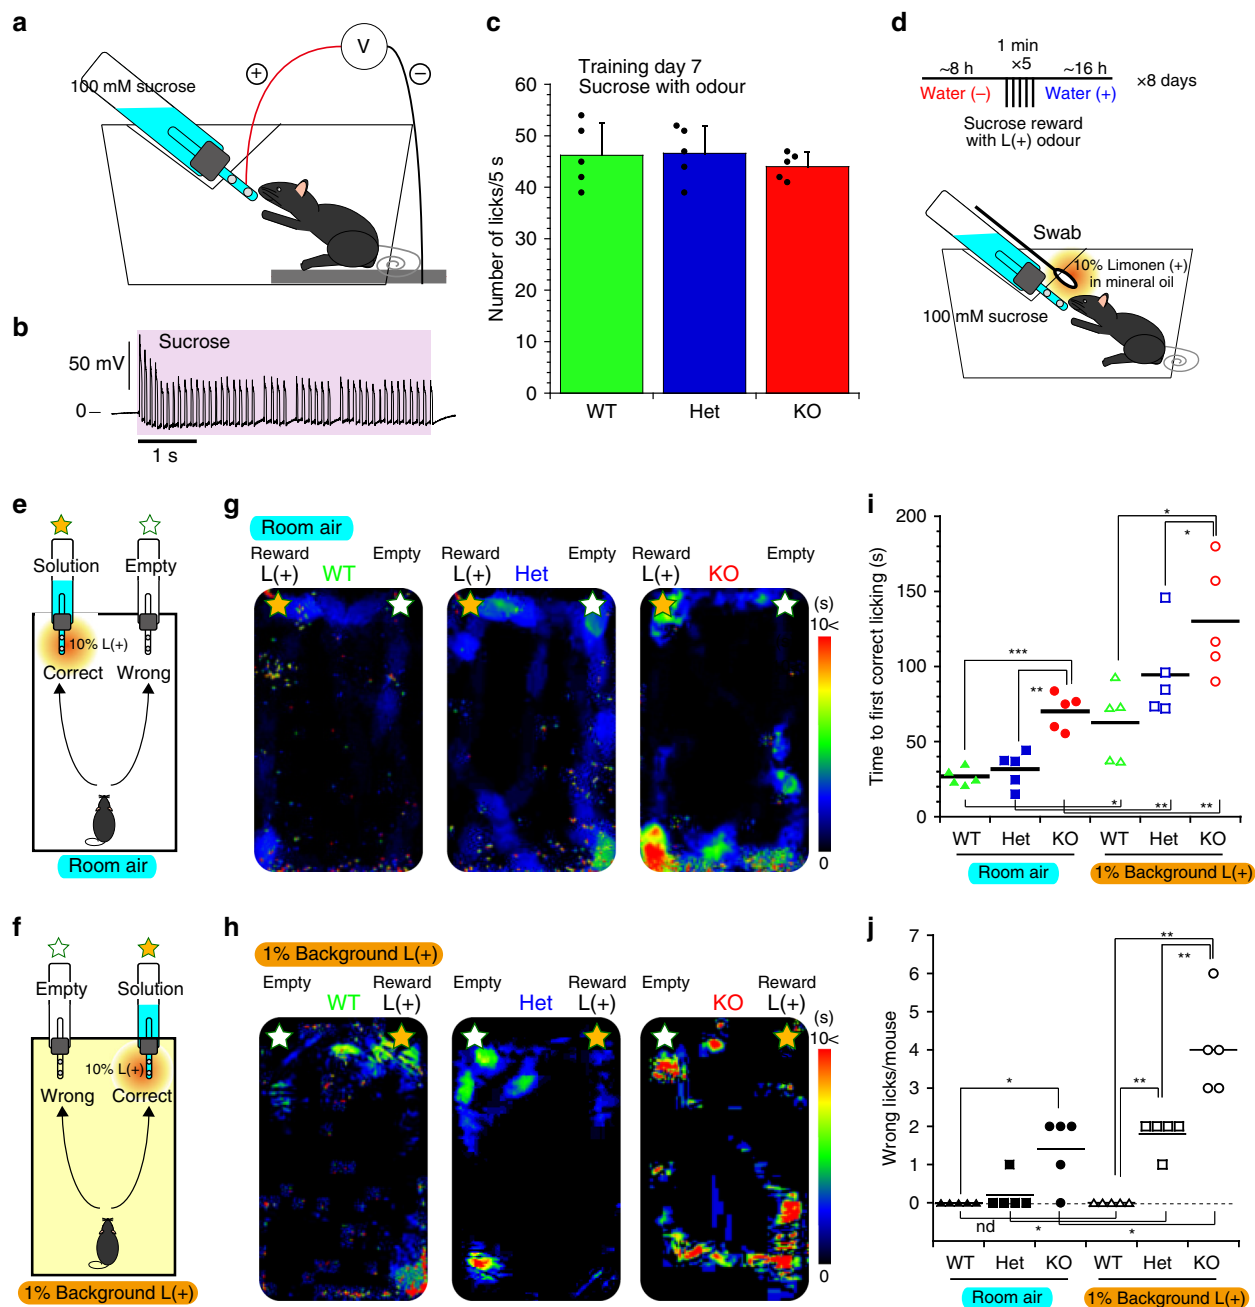 a
V
+
−
100 mM sucrose
b
Sucrose
50 mV
0
1 s
c
Training day 7
Sucrose with odour
Number of licks/5 s
60
50
40
30
20
10
0
WT Het KO
d
1 min
×5
~8 h ~16 h
×8 days
Water (−) Water (+)
Sucrose reward
with L(+) odour
Swab
10% Limonen (+)
in mineral oil
100 mM sucrose
e
Solution Empty
10% L(+)
Correct Wrong
Room air
f
Empty Solution
10% L(+)
Wrong Correct
1% Background L(+)
g
Room air
Reward Empty Reward Empty Reward Empty
L(+) WT L(+) Het L(+) KO
(s)
10<
0
h
1% Background L(+)
Empty Reward Empty Reward Empty Reward
WT L(+) Het L(+) KO L(+)
(s)
10<
0
i
Time to first correct licking (s)
200
150
100
50
0
*
*
***
**
* ** **
WT Het KO WT Het KO
Room air 1% Background L(+)
j
Wrong licks/mouse
7
6
5
4
3
2
1
0
**
**
* **
nd * *
WT Het KO WT Het KO
Room air 1% Background L(+)